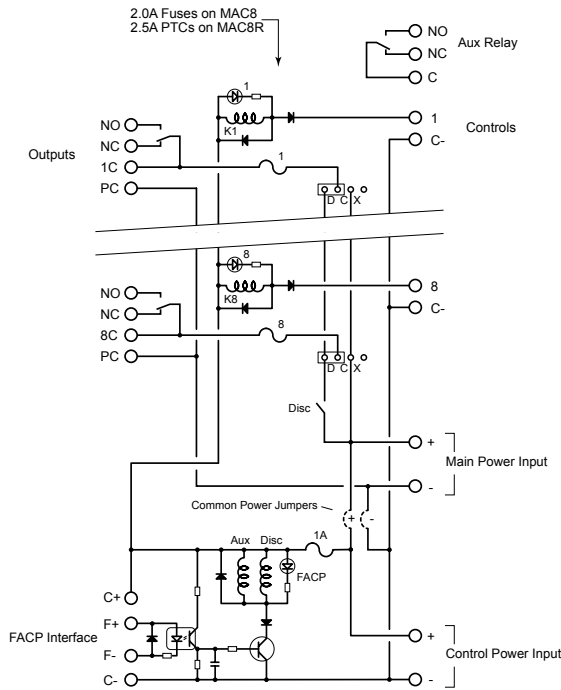 2.0A Fuses on MAC8
2.5A PTCs on MAC8R
NO
NC
C
Aux Relay
1
K1
NO
NC
1C
PC
Outputs
1
1
C-
Controls
D C X
8
K8
NO
NC
8C
PC
8
8
C-
D C X
Disc
+
-
Main Power Input
Common Power Jumpers
+ -
Aux Disc 1A
FACP
C+
F+
F-
C-
FACP Interface
+
-
Control Power Input